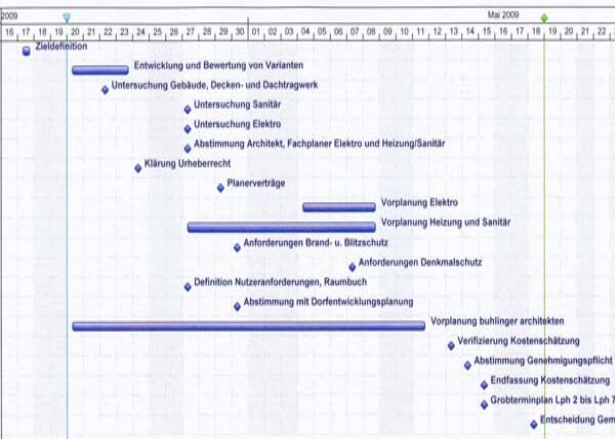 2009 Mai 2009
16 17 18 19 20 21 22 23 24 25 26 27 28 29 30 01 02 03 04 05 06 07 08 09 10 11 12 13 14 15 16 17 18 19 20 21 22
Zieldefinition
Entwicklung und Bewertung von Varianten
Untersuchung Gebäude, Decken- und Dachtragwerk
Untersuchung Sanitär
Untersuchung Elektro
Abstimmung Architekt, Fachplaner Elektro und Heizung/Sanitär
Klärung Urheberrecht
Planerverträge
Vorplanung Elektro
Vorplanung Heizung und Sanitär
Anforderungen Brand- u. Blitzschutz
Anforderungen Denkmalschutz
Definition Nutzeranforderungen, Raumbuch
Abstimmung mit Dorfentwicklungsplanung
Vorplanung buhlinger architekten
Verifizierung Kostenschätzung
Abstimmung Genehmigungspflicht
Endfassung Kostenschätzung
Grobterminplan Lph 2 bis Lph 7
Entscheidung Gem